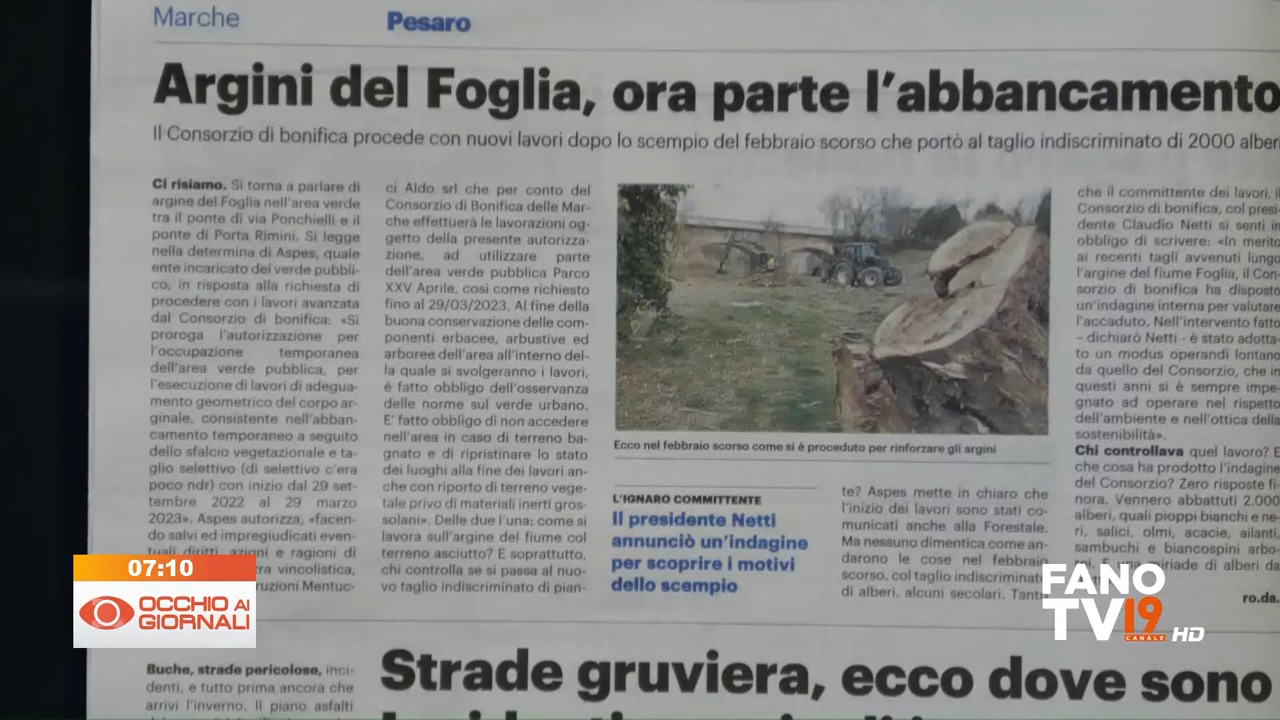 Marche
Pesaro
Argini del Foglia, ora parte l'abbancamento
Il Consorzio di bonifica procede con nuovi lavori dopo lo scempio del febbraio scorso che portò al taglio indiscriminato di 2000 alberi
Ci risiamo. Si torna a parlare di
argine del Foglia nell'area verde
tra il ponte di via Ponchielli e il
ponte di Porta Rimini. Si legge
nella determina di Aspes, quale
ente incaricato del verde pubbli-
co, in risposta alla richiesta di
procedere con i lavori avanzata
dal Consorzio di bonifica: «Si
proroga l'autorizzazione per
l'occupazione temporanea
dell'area verde pubblica, per
l'esecuzione di lavori di adegua-
mento geometrico del corpo ar-
ginale, consistente nell'abban-
camento temporaneo a seguito
dello sfalcio vegetazionale e ta-
glio selettivo (di selettivo c'era
poco ndr) con inizio dal 29 set-
tembre 2022 al 29 marzo
2023». Aspes autorizza, «facen-
do salvi ed impregiudicati even-
tuali diritti, azioni e ragioni di
tra vincolistica,
ruzioni Mentuc-
ci Aldo srl che per conto del
Consorzio di Bonifica delle Mar-
che effettuerà le lavorazioni og-
getto della presente autorizza-
zione, ad utilizzare parte
dell'area verde pubblica Parco
XXV Aprile, così come richiesto
fino al 29/03/2023. Al fine della
buona conservazione delle com-
ponenti erbacee, arbustive ed
arboree dell'area all'interno del-
la quale si svolgeranno i lavori,
è fatto obbligo dell'osservanza
delle norme sul verde urbano.
E' fatto obbligo di non accedere
nell'area in caso di terreno ba-
gnato e di ripristinare lo stato
dei luoghi alla fine dei lavori an-
che con riporto di terreno vege-
tale privo di materiali inerti gros-
solani». Delle due l'una: come si
lavora sull'argine del fiume col
terreno asciutto? E soprattutto,
chi controlla se si passa al nuo-
vo taglio indiscriminato di pian-
Ecco nel febbraio scorso come si è proceduto per rinforzare gli argini
L'IGNARO COMMITTENTE
Il presidente Netti
annunciò un'indagine
per scoprire i motivi
dello scempio
te? Aspes mette in chiaro che
l'inizio dei lavori sono stati co-
municati anche alla Forestale.
Ma nessuno dimentica come an-
darono le cose nel febbraio
scorso, col taglio indiscriminato
di alberi, alcuni secolari. Tanto
che il committente dei lavori, il
Consorzio di bonifica, col presi-
dente Claudio Netti si sentì in
obbligo di scrivere: «In merito
ai recenti tagli avvenuti lungo
l'argine del fiume Foglia, il Con-
sorzio di bonifica ha disposto
un'indagine interna per valutare
l'accaduto. Nell'intervento fatto
– dichiarò Netti - è stato adotta-
to un modus operandi lontano
da quello del Consorzio, che in
questi anni si è sempre impe-
gnato ad operare nel rispetto
dell'ambiente e nell'ottica della
sostenibilità».
Chi controllava quel lavoro? E
che cosa ha prodotto l'indagine
del Consorzio? Zero risposte fi-
nora. Vennero abbattuti 2.000
alberi, quali pioppi bianchi e ne-
ri, salici, olmi, acacie, ailanti,
sambuchi e biancospini arbo-
miriade di alberi da
ro.da.
Buche, strade pericolose, inci-
denti, e tutto prima ancora che
arrivi l'inverno. Il piano asfalti
Strade gruviera, ecco dove sono
07:10
OCCHIO AI
GIORNALI
FANO
TV19
CANALE
HD